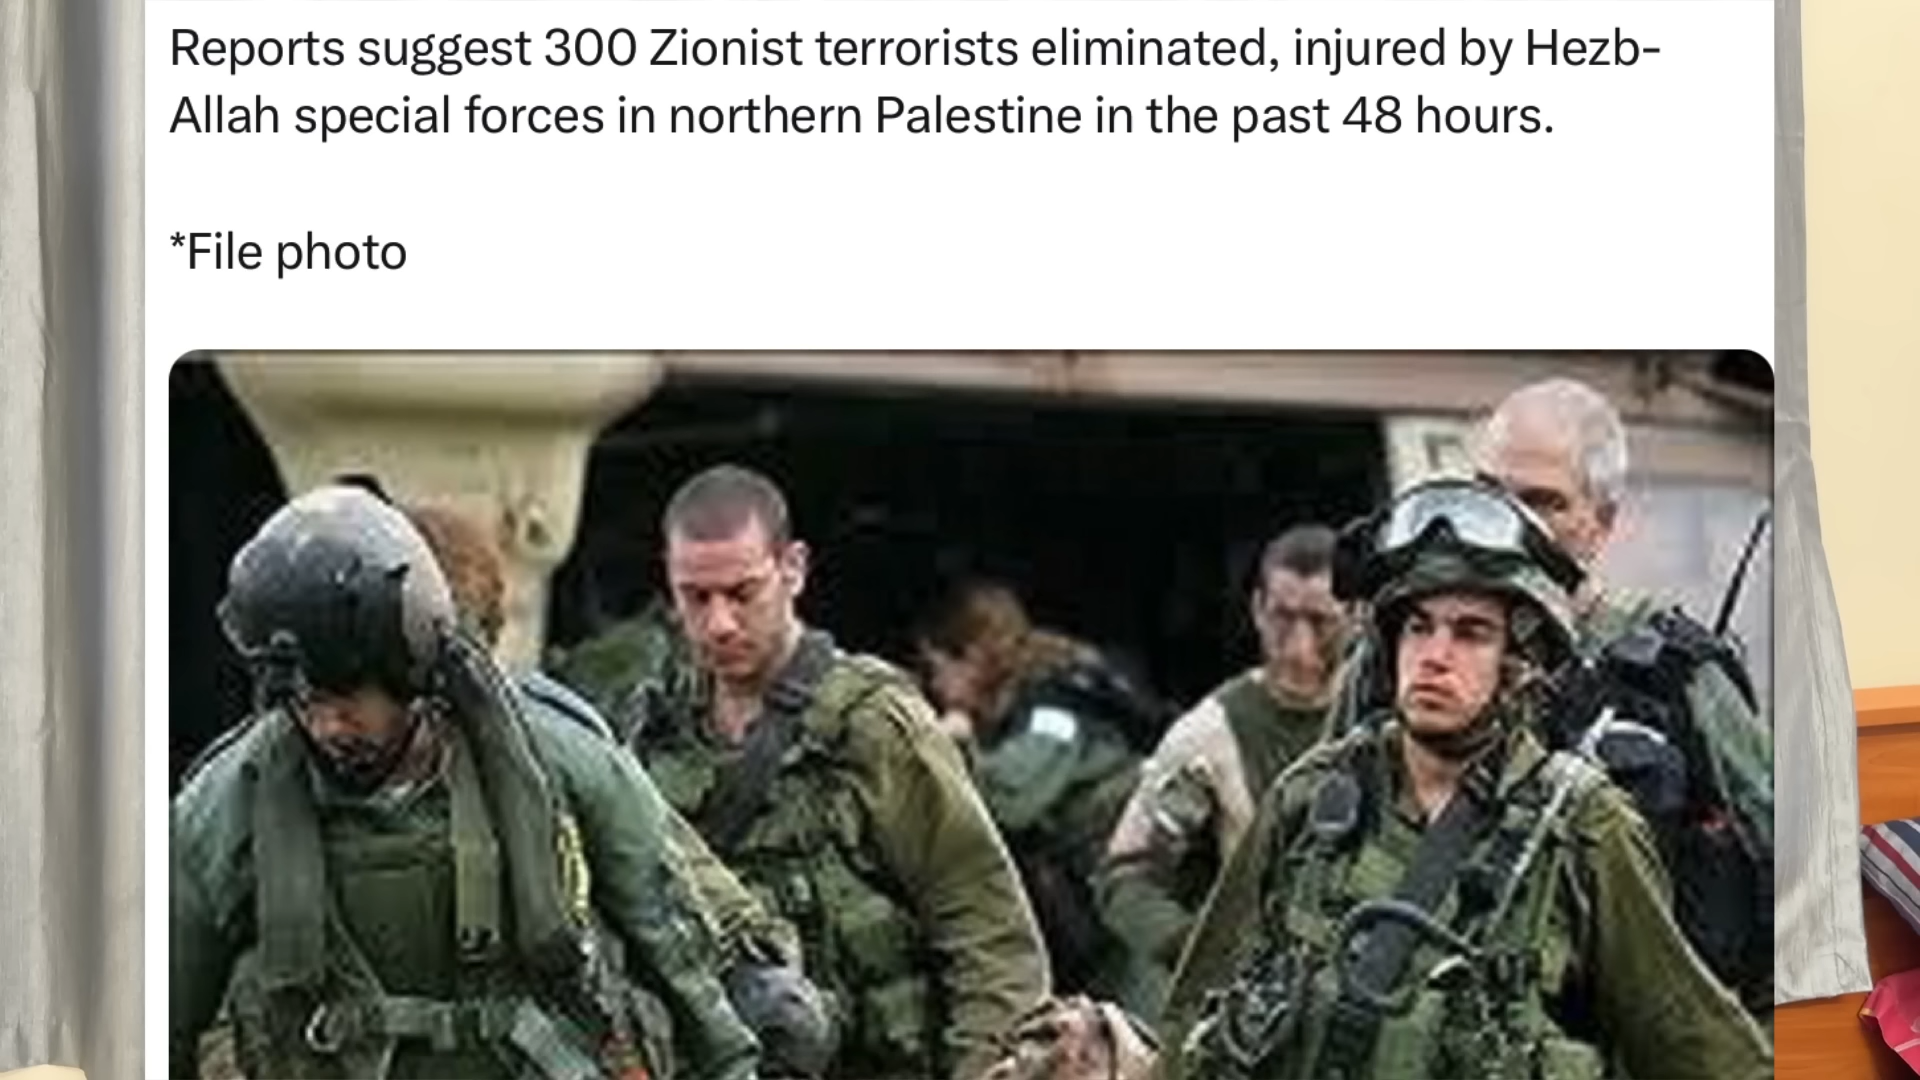 Reports suggest 300 Zionist terrorists eliminated, injured by Hezb-
Allah special forces in northern Palestine in the past 48 hours.
*File photo